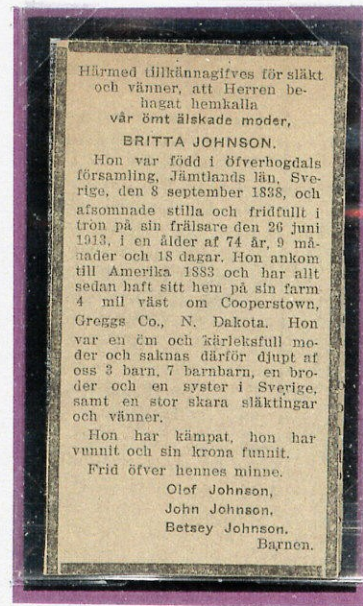 Härmed tillkännagifves för släkt
och vänner, att Herren be-
hagat hemkalla
vår ömt älskade moder,
BRITTA JOHNSON.
Hon var född i Öfverhogdals
församling, Jämtlands län, Sve-
rige, den 8 september 1838, och
afsomnade stilla och fridfullt i
tron på sin frälsare den 26 juni
1913, i en ålder af 74 år, 9 må-
nader och 18 dagar. Hon ankom
till Amerika 1883 och har allt
sedan haft sitt hem på sin farm
4 mil väst om Cooperstown,
Greggs Co., N. Dakota. Hon
var en öm och kärleksfull mo-
der och saknas därför djupt af
oss 3 barn, 7 barnbarn, en bro-
der och en syster i Sverige,
samt en stor skara släktingar
och vänner.
Hon har kämpat, hon har
vunnit och sin krona funnit.
Frid öfver hennes minne.
Olof Johnson,
John Johnson,
Betsey Johnson.
Barnen.